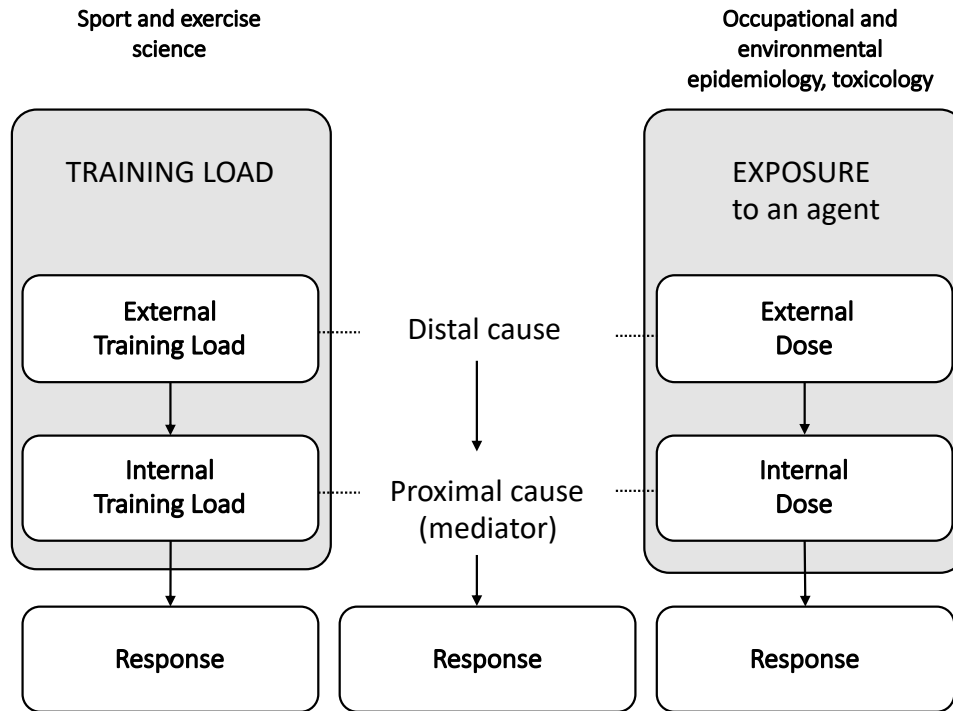 Sport and exercise
science
Occupational and
environmental
epidemiology, toxicology
TRAINING LOAD
EXPOSURE
to an agent
External
Training Load
Distal cause
External
Dose
Internal
Training Load
Proximal cause
(mediator)
Internal
Dose
Response
Response
Response